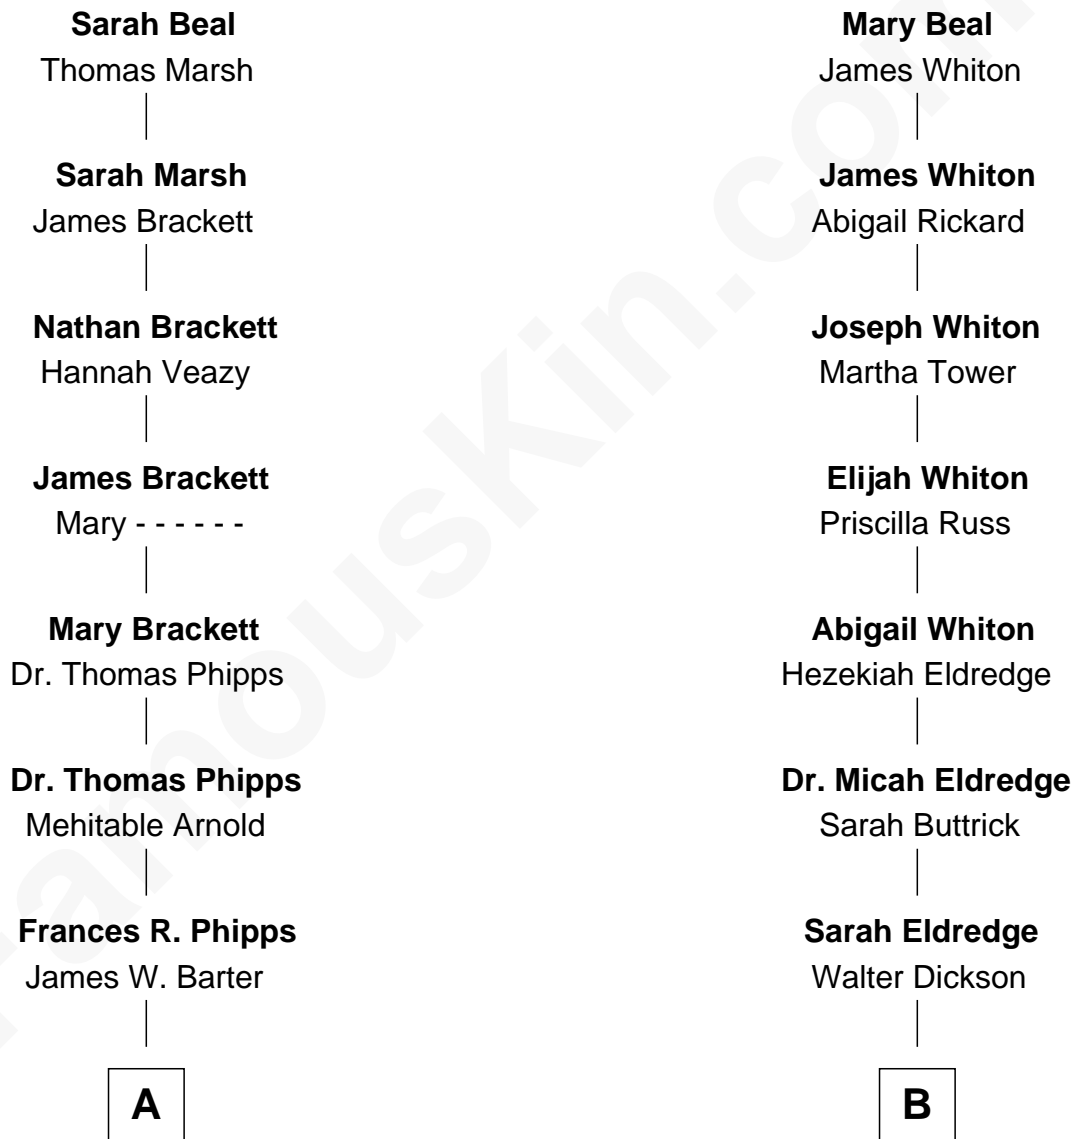 Sarah Beal
Thomas Marsh
Sarah Marsh
James Brackett
Nathan Brackett
Hannah Veazy
James Brackett
Mary - - - - - -
Mary Brackett
Dr. Thomas Phipps
Dr. Thomas Phipps
Mehitable Arnold
Frances R. Phipps
James W. Barter
A
Mary Beal
James Whiton
James Whiton
Abigail Rickard
Joseph Whiton
Martha Tower
Elijah Whiton
Priscilla Russ
Abigail Whiton
Hezekiah Eldredge
Dr. Micah Eldredge
Sarah Buttrick
Sarah Eldredge
Walter Dickson
B
FamousKin.com